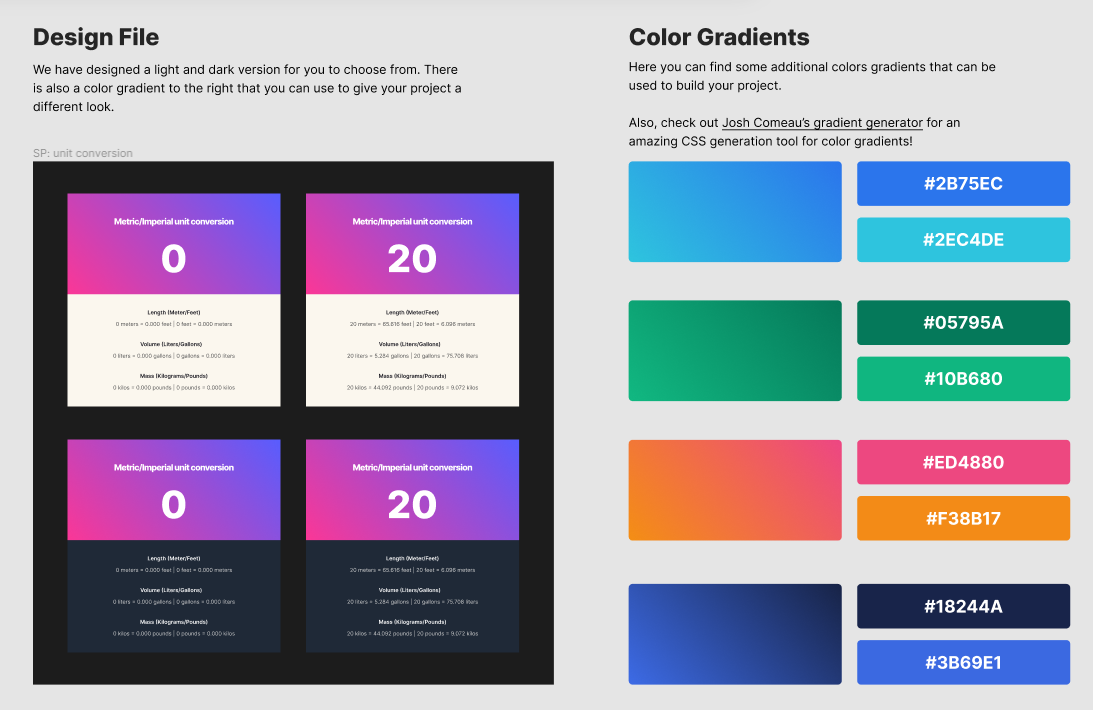 Design File
We have designed a light and dark version for you to choose from. There
is also a color gradient to the right that you can use to give your project a
different look.
SP: unit conversion
Metric/Imperial unit conversion
0
Length (Meter/Feet)
0 meters = 0.000 feet | 0 feet = 0.000 meters
Volume (Liters/Gallons)
0 liters = 0.000 gallons | 0 gallons = 0.000 liters
Mass (Kilograms/Pounds)
0 kilos = 0.000 pounds | 0 pounds = 0.000 kilos
Metric/Imperial unit conversion
20
Length (Meter/Feet)
20 meters = 65.616 feet | 20 feet = 6.096 meters
Volume (Liters/Gallons)
20 liters = 5.284 gallons | 20 gallons = 75.708 liters
Mass (Kilograms/Pounds)
20 kilos = 44.092 pounds | 20 pounds = 9.072 kilos
Metric/Imperial unit conversion
0
Length (Meter/Feet)
0 meters = 0.000 feet | 0 feet = 0.000 meters
Volume (Liters/Gallons)
0 liters = 0.000 gallons | 0 gallons = 0.000 liters
Mass (Kilograms/Pounds)
0 kilos = 0.000 pounds | 0 pounds = 0.000 kilos
Metric/Imperial unit conversion
20
Length (Meter/Feet)
20 meters = 65.616 feet | 20 feet = 6.096 meters
Volume (Liters/Gallons)
20 liters = 5.284 gallons | 20 gallons = 75.708 liters
Mass (Kilograms/Pounds)
20 kilos = 44.092 pounds | 20 pounds = 9.072 kilos
Color Gradients
Here you can find some additional colors gradients that can be
used to build your project.
Also, check out Josh Comeau's gradient generator for an
amazing CSS generation tool for color gradients!
#2B75EC
#2EC4DE
#05795A
#10B680
#ED4880
#F38B17
#18244A
#3B69E1